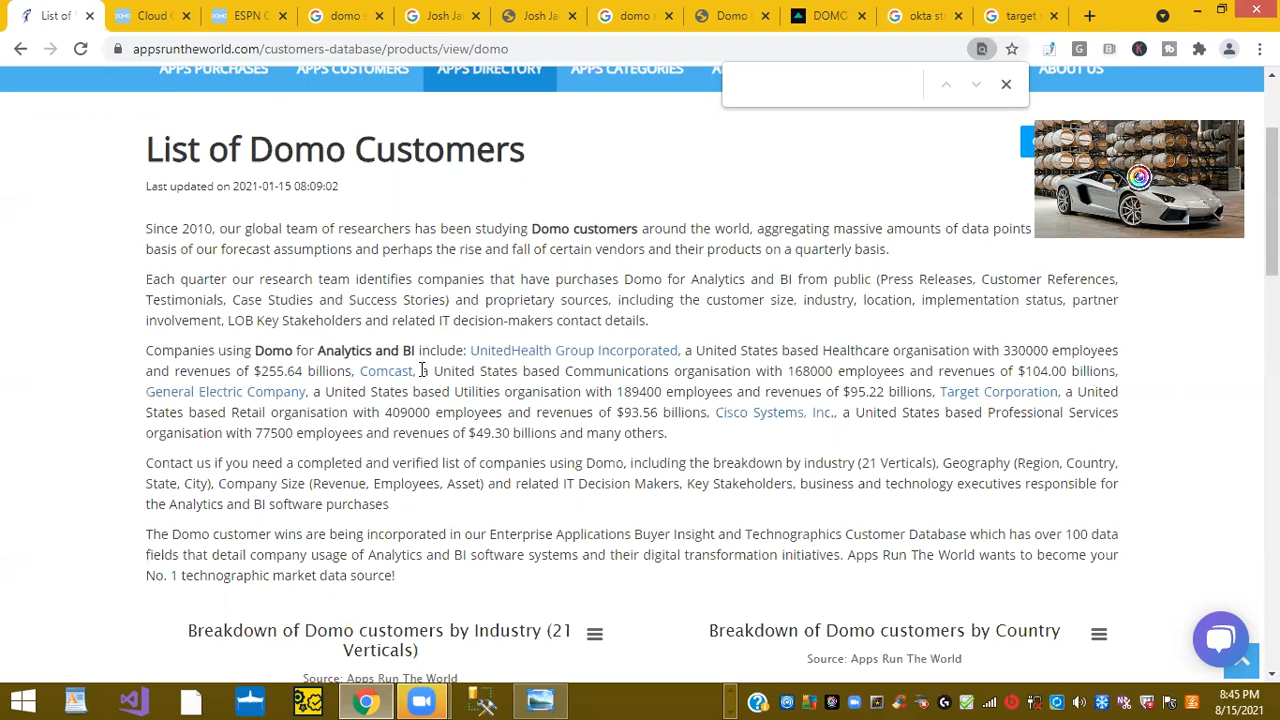 List of
Cloud C
ESPN C
domo s
Josh Ja
Josh Ja
domo s
Domo
DOMO
okta st
target
appsruntheworld.com/customers-database/products/view/domo
APPS PURCHASES APPS CUSTOMERS APPS DIRECTORY APPS CATEGORIES ABOUT US
List of Domo Customers
Last updated on 2021-01-15 08:09:02
Since 2010, our global team of researchers has been studying Domo customers around the world, aggregating massive amounts of data points
basis of our forecast assumptions and perhaps the rise and fall of certain vendors and their products on a quarterly basis.
Each quarter our research team identifies companies that have purchases Domo for Analytics and BI from public (Press Releases, Customer References,
Testimonials, Case Studies and Success Stories) and proprietary sources, including the customer size, industry, location, implementation status, partner
involvement, LOB Key Stakeholders and related IT decision-makers contact details.
Companies using Domo for Analytics and BI include: UnitedHealth Group Incorporated, a United States based Healthcare organisation with 330000 employees
and revenues of $255.64 billions, Comcast, a United States based Communications organisation with 168000 employees and revenues of $104.00 billions,
General Electric Company, a United States based Utilities organisation with 189400 employees and revenues of $95.22 billions, Target Corporation, a United
States based Retail organisation with 409000 employees and revenues of $93.56 billions, Cisco Systems, Inc., a United States based Professional Services
organisation with 77500 employees and revenues of $49.30 billions and many others.
Contact us if you need a completed and verified list of companies using Domo, including the breakdown by industry (21 Verticals), Geography (Region, Country,
State, City), Company Size (Revenue, Employees, Asset) and related IT Decision Makers, Key Stakeholders, business and technology executives responsible for
the Analytics and BI software purchases
The Domo customer wins are being incorporated in our Enterprise Applications Buyer Insight and Technographics Customer Database which has over 100 data
fields that detail company usage of Analytics and BI software systems and their digital transformation initiatives. Apps Run The World wants to become your
No. 1 technographic market data source!
Breakdown of Domo customers by Industry (21
Verticals)
Source: Apps Run The World
Breakdown of Domo customers by Country
Source: Apps Run The World
8:45 PM
8/15/2021